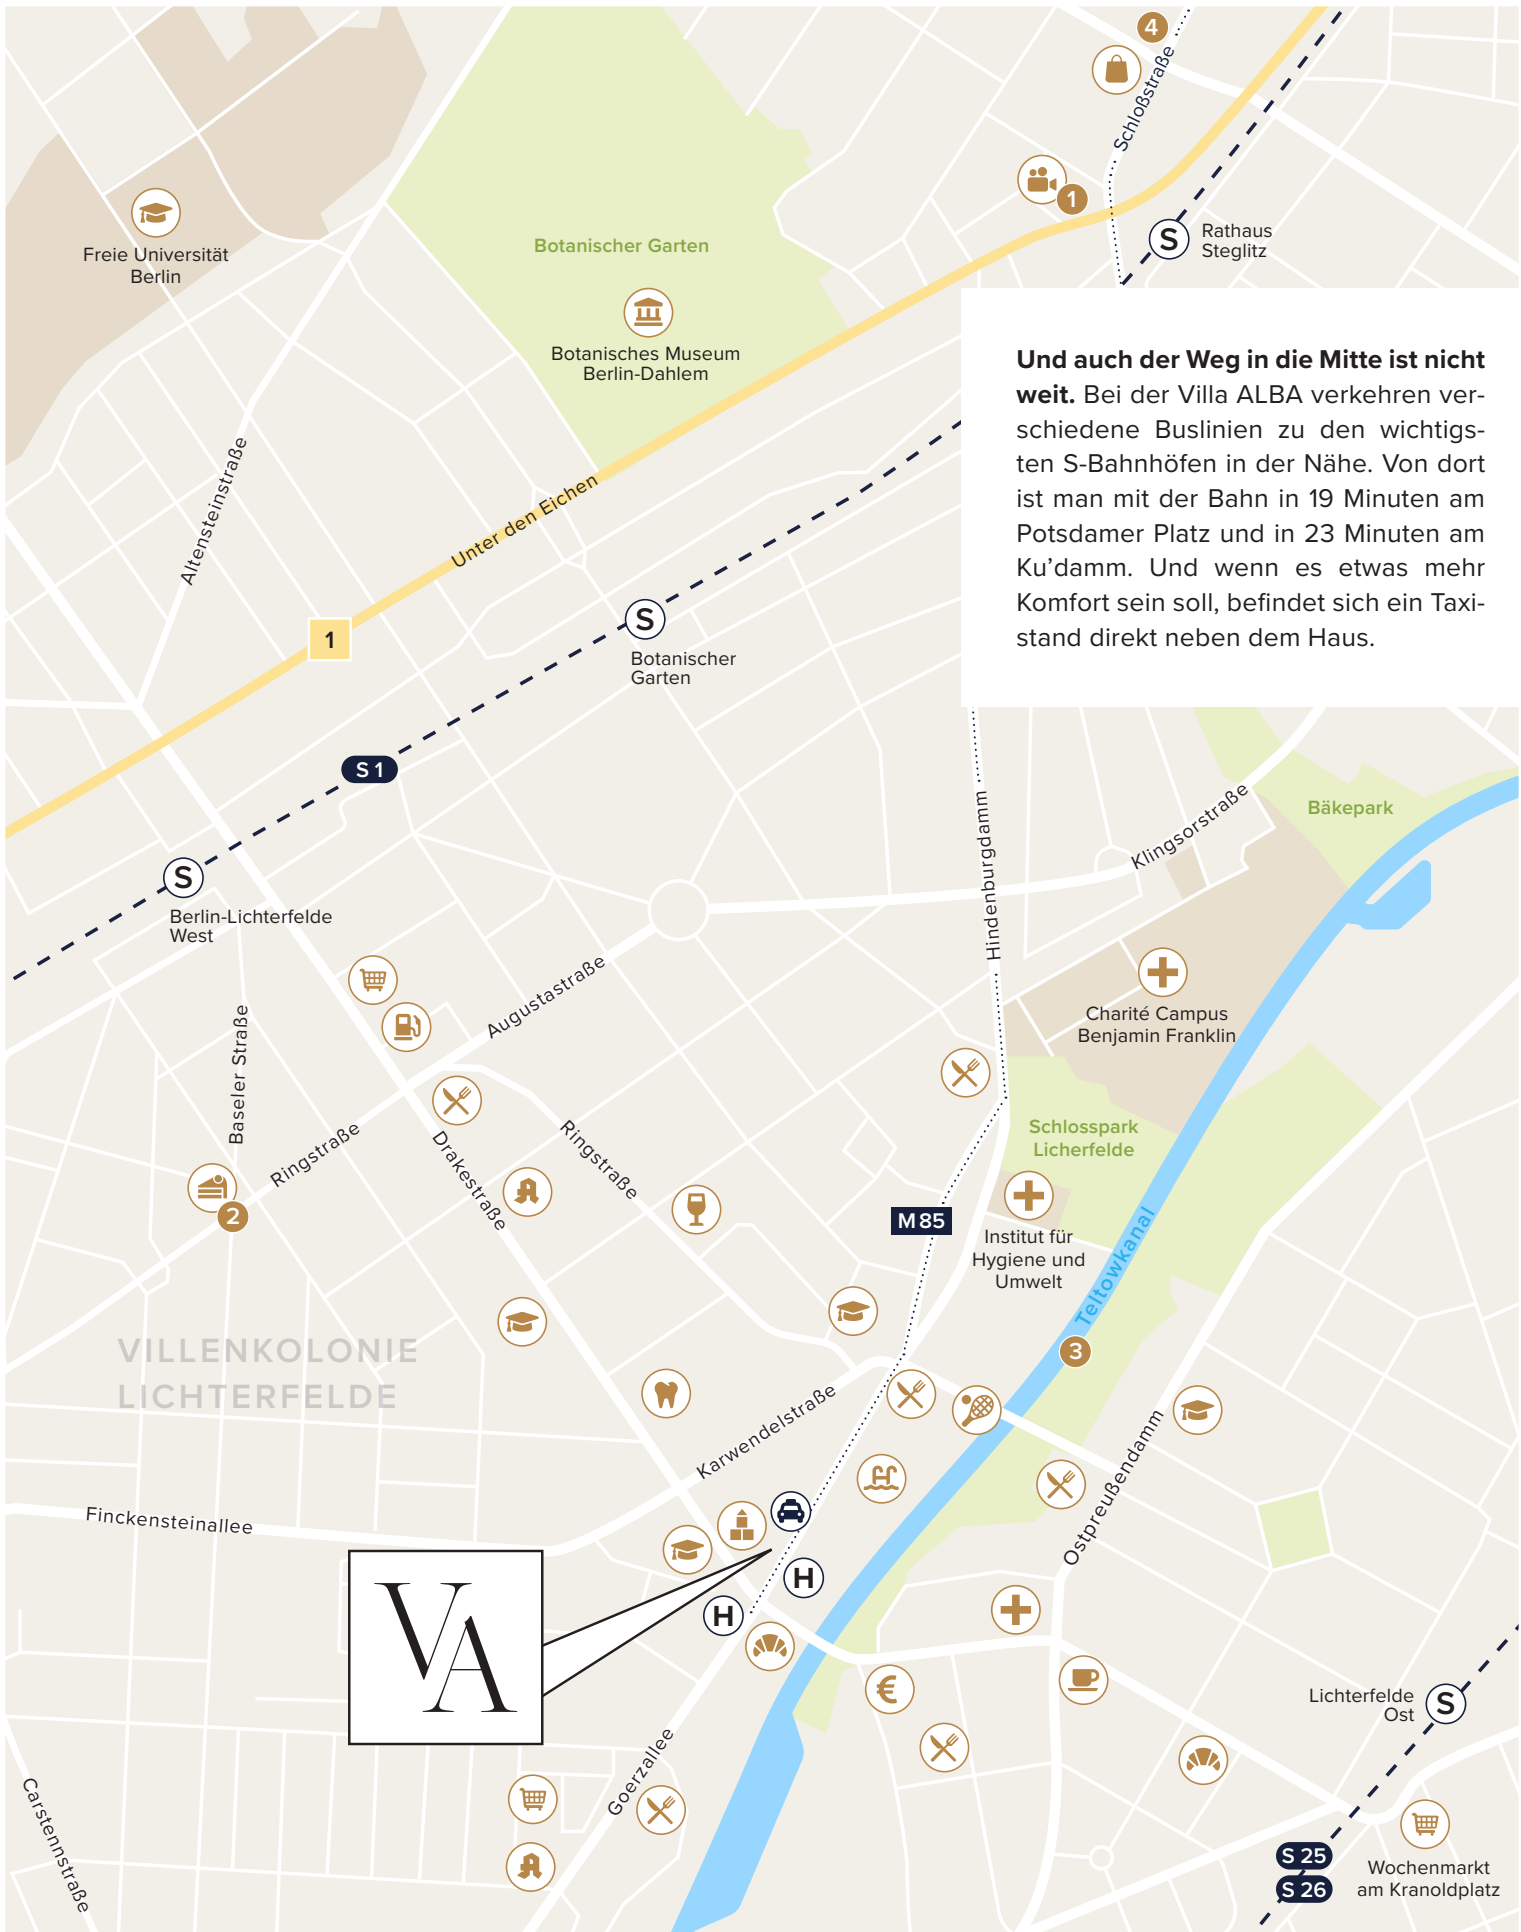 4
Schloßstraße
1
S
Rathaus
Steglitz
Freie Universität
Berlin
Botanischer Garten
Botanisches Museum
Berlin-Dahlem
Und auch der Weg in die Mitte ist nicht
weit. Bei der Villa ALBA verkehren ver-
schiedene Buslinien zu den wichtigs-
ten S-Bahnhöfen in der Nähe. Von dort
ist man mit der Bahn in 19 Minuten am
Potsdamer Platz und in 23 Minuten am
Ku’damm. Und wenn es etwas mehr
Komfort sein soll, befindet sich ein Taxi-
stand direkt neben dem Haus.
Altensteinstraße
Unter den Eichen
1
S
Botanischer
Garten
S 1
Hindenburgdamm
Klingsorstraße
Bäkepark
S
Berlin-Lichterfelde
West
Augustastraße
Charité Campus
Benjamin Franklin
Baseler Straße
Ringstraße
Drakestraße
Ringstraße
Schlosspark
Licherfelde
2
M 85
Institut für
Hygiene und
Umwelt
Teltowkanal
3
VILLENKOLONIE
LICHTERFELDE
Karwendelstraße
Ostpreußendamm
Finckensteinallee
H
H
VA
€
Lichterfelde
Ost
S
Goerzallee
Carstennstraße
S 25
S 26
Wochenmarkt
am Kranoldplatz